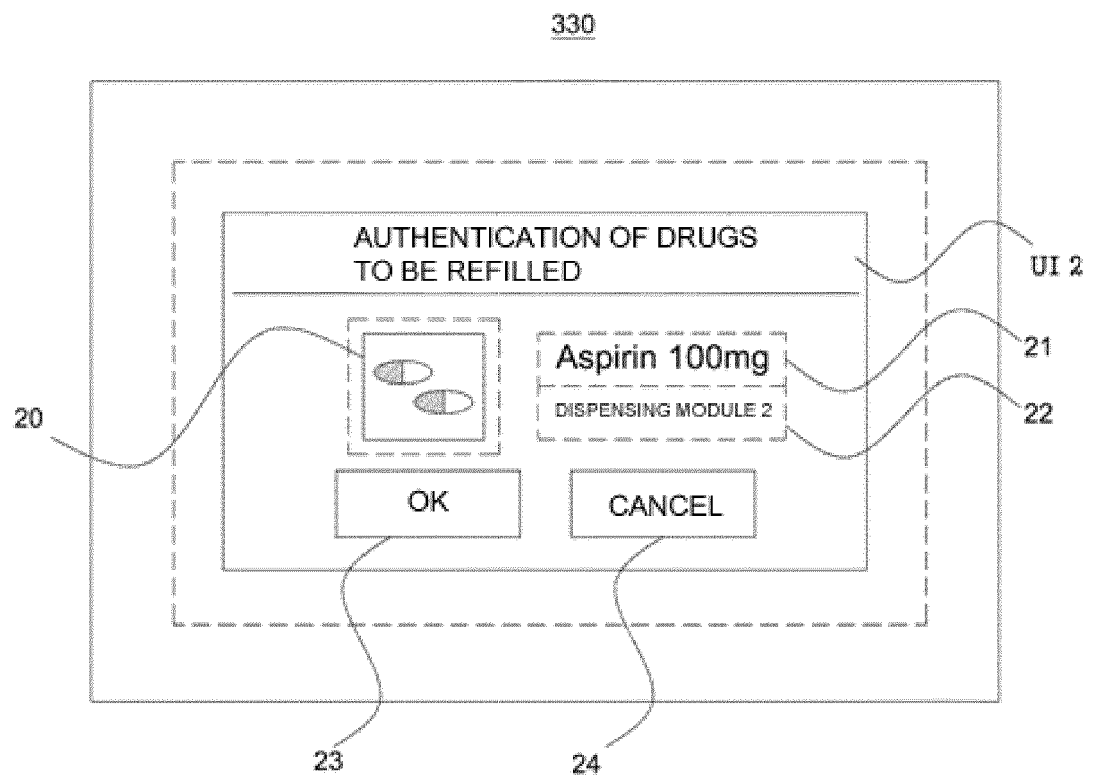 330
AUTHENTICATION OF DRUGS
TO BE REFILLED
UI 2
Aspirin 100mg
21
DISPENSING MODULE 2
22
20
OK
CANCEL
23
24